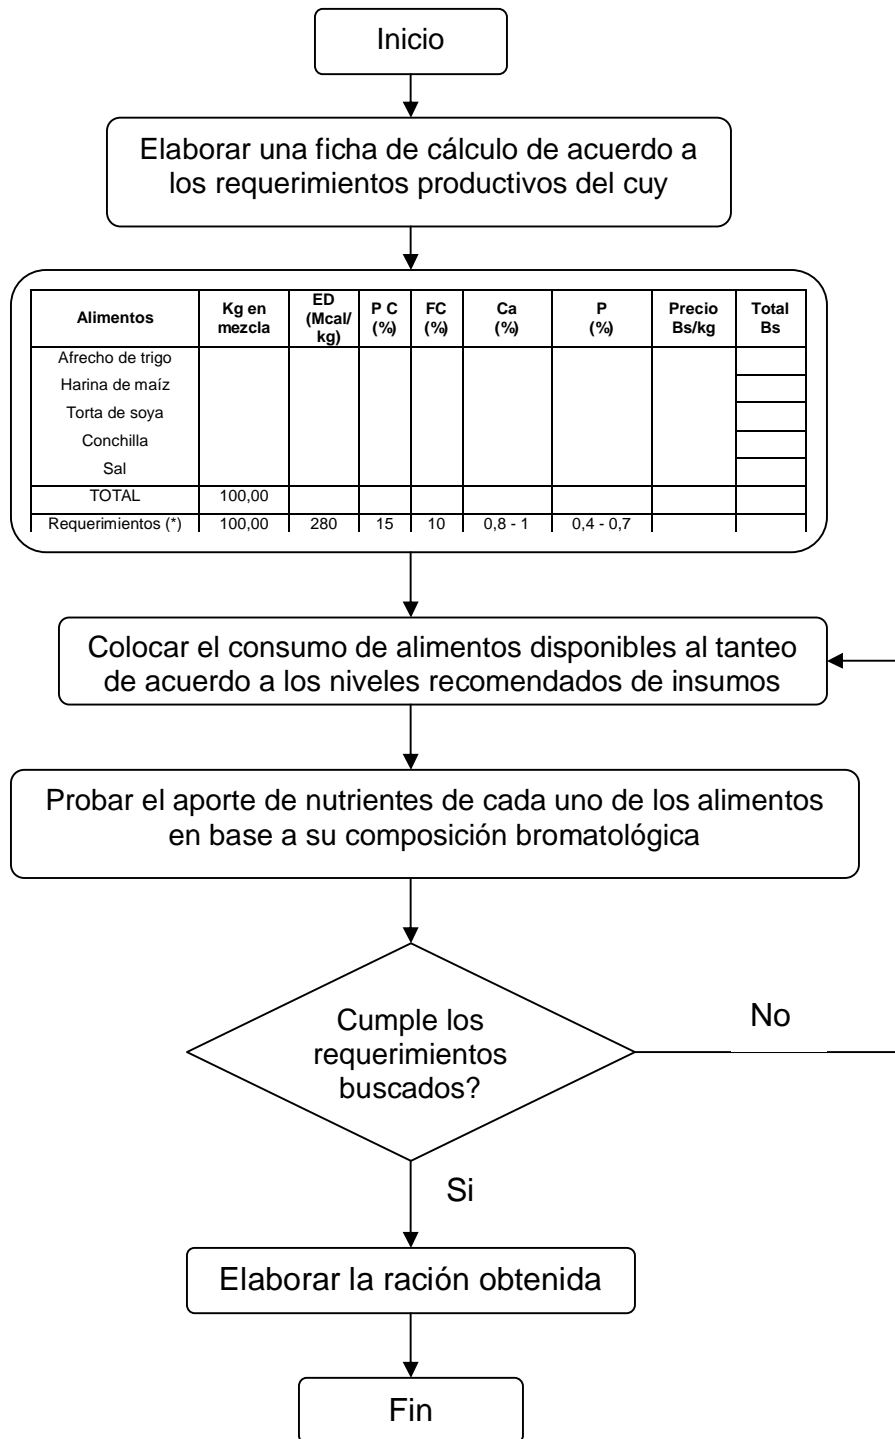 Inicio
Elaborar una ficha de cálculo de acuerdo a
los requerimientos productivos del cuy
Alimentos Kg en mezcla ED (Mcal/ kg) P C (%) FC (%) Ca (%) P (%) Precio Bs/kg Total Bs
Afrecho de trigo
Harina de maíz
Torta de soya
Conchilla
Sal
TOTAL 100,00
Requerimientos (*) 100,00 280 15 10 0,8 - 1 0,4 - 0,7
Colocar el consumo de alimentos disponibles al tanteo
de acuerdo a los niveles recomendados de insumos
Probar el aporte de nutrientes de cada uno de los alimentos
en base a su composición bromatológica
Cumple los
requerimientos
buscados?
No
Si
Elaborar la ración obtenida
Fin